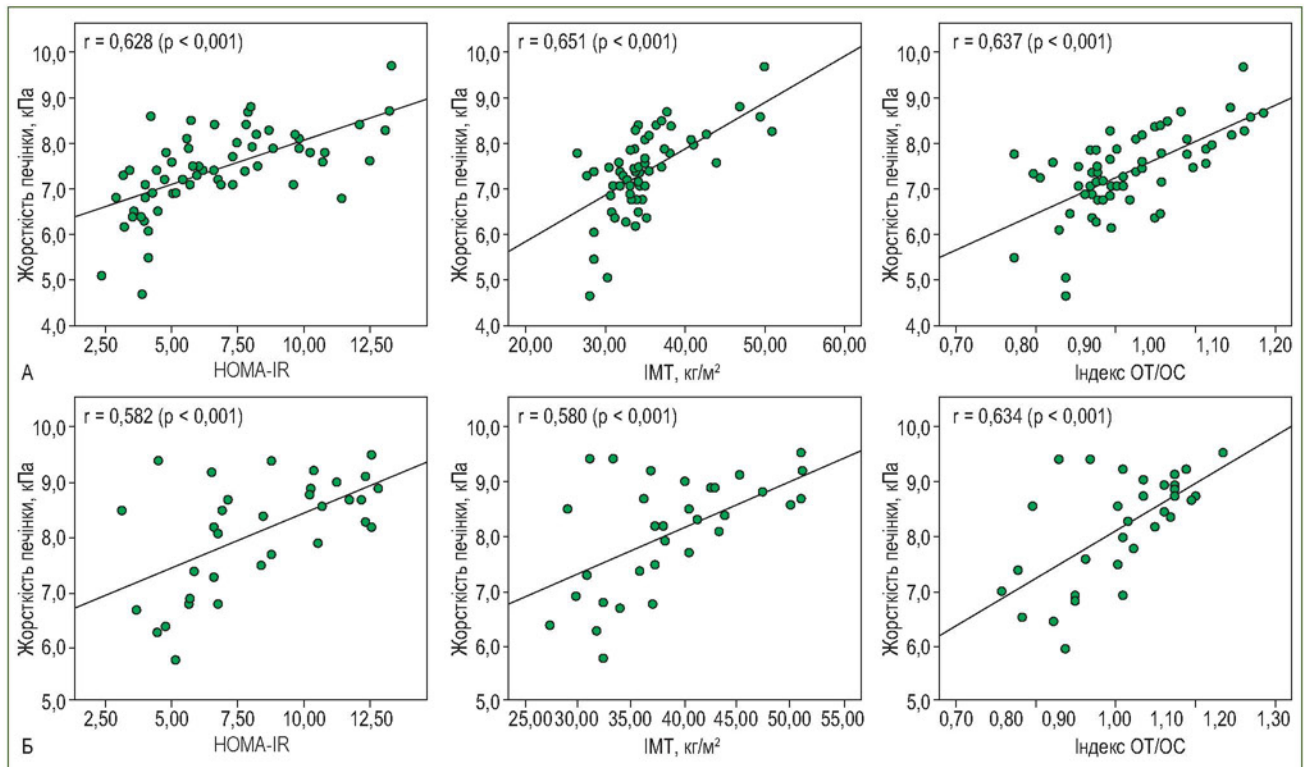 r = 0,628 (p < 0,001)
Жорсткість печінки, кПа
10,0
9,0
8,0
7,0
6,0
5,0
4,0
2,50 5,00 7,50 10,00 12,50
HOMA-IR
r = 0,651 (p < 0,001)
Жорсткість печінки, кПа
10,0
9,0
8,0
7,0
6,0
5,0
4,0
20,00 30,00 40,00 50,00 60,00
ІМТ, кг/м²
r = 0,637 (p < 0,001)
Жорсткість печінки, кПа
10,0
9,0
8,0
7,0
6,0
5,0
4,0
0,70 0,80 0,90 1,00 1,10 1,20
Індекс ОТ/ОС
А
r = 0,582 (p < 0,001)
Жорсткість печінки, кПа
10,0
9,0
8,0
7,0
6,0
5,0
2,50 5,00 7,50 10,00 12,50
HOMA-IR
r = 0,580 (p < 0,001)
Жорсткість печінки, кПа
10,0
9,0
8,0
7,0
6,0
5,0
25,00 30,00 35,00 40,00 45,00 50,00 55,00
ІМТ, кг/м²
r = 0,634 (p < 0,001)
Жорсткість печінки, кПа
10,0
9,0
8,0
7,0
6,0
5,0
0,70 0,90 1,00 1,10 1,20 1,30
Індекс ОТ/ОС
Б